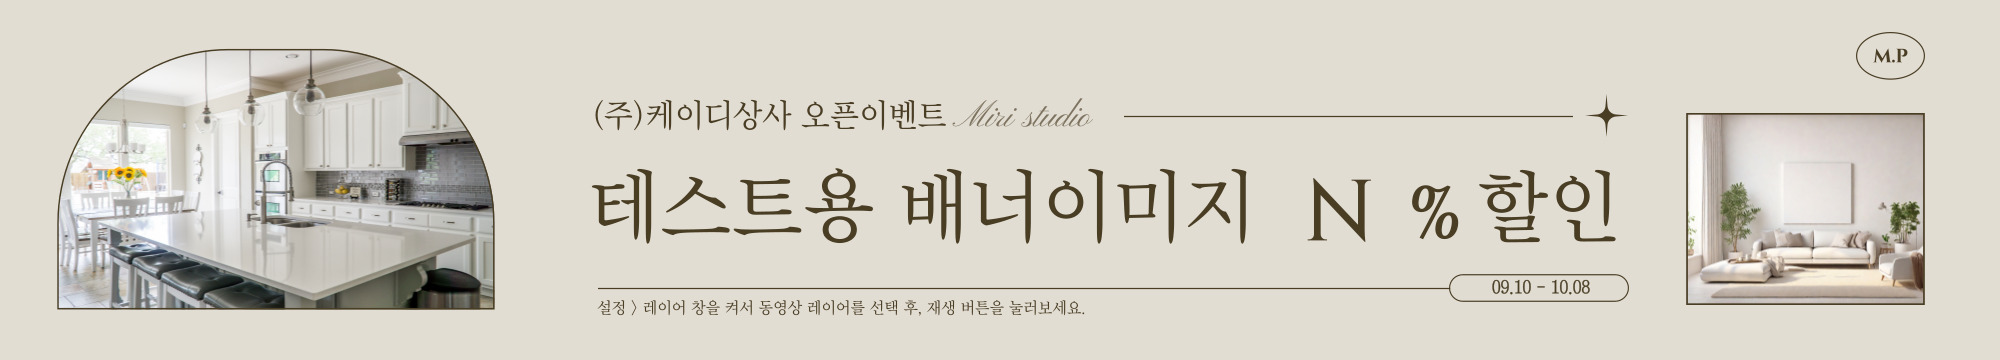 M.P
(주)케이디상사 오픈이벤트 Miri studio
테스트용 배너이미지 N % 할인
09.10 - 10.08
설정 > 레이어 창을 켜서 동영상 레이어를 선택 후, 재생 버튼을 눌러보세요.